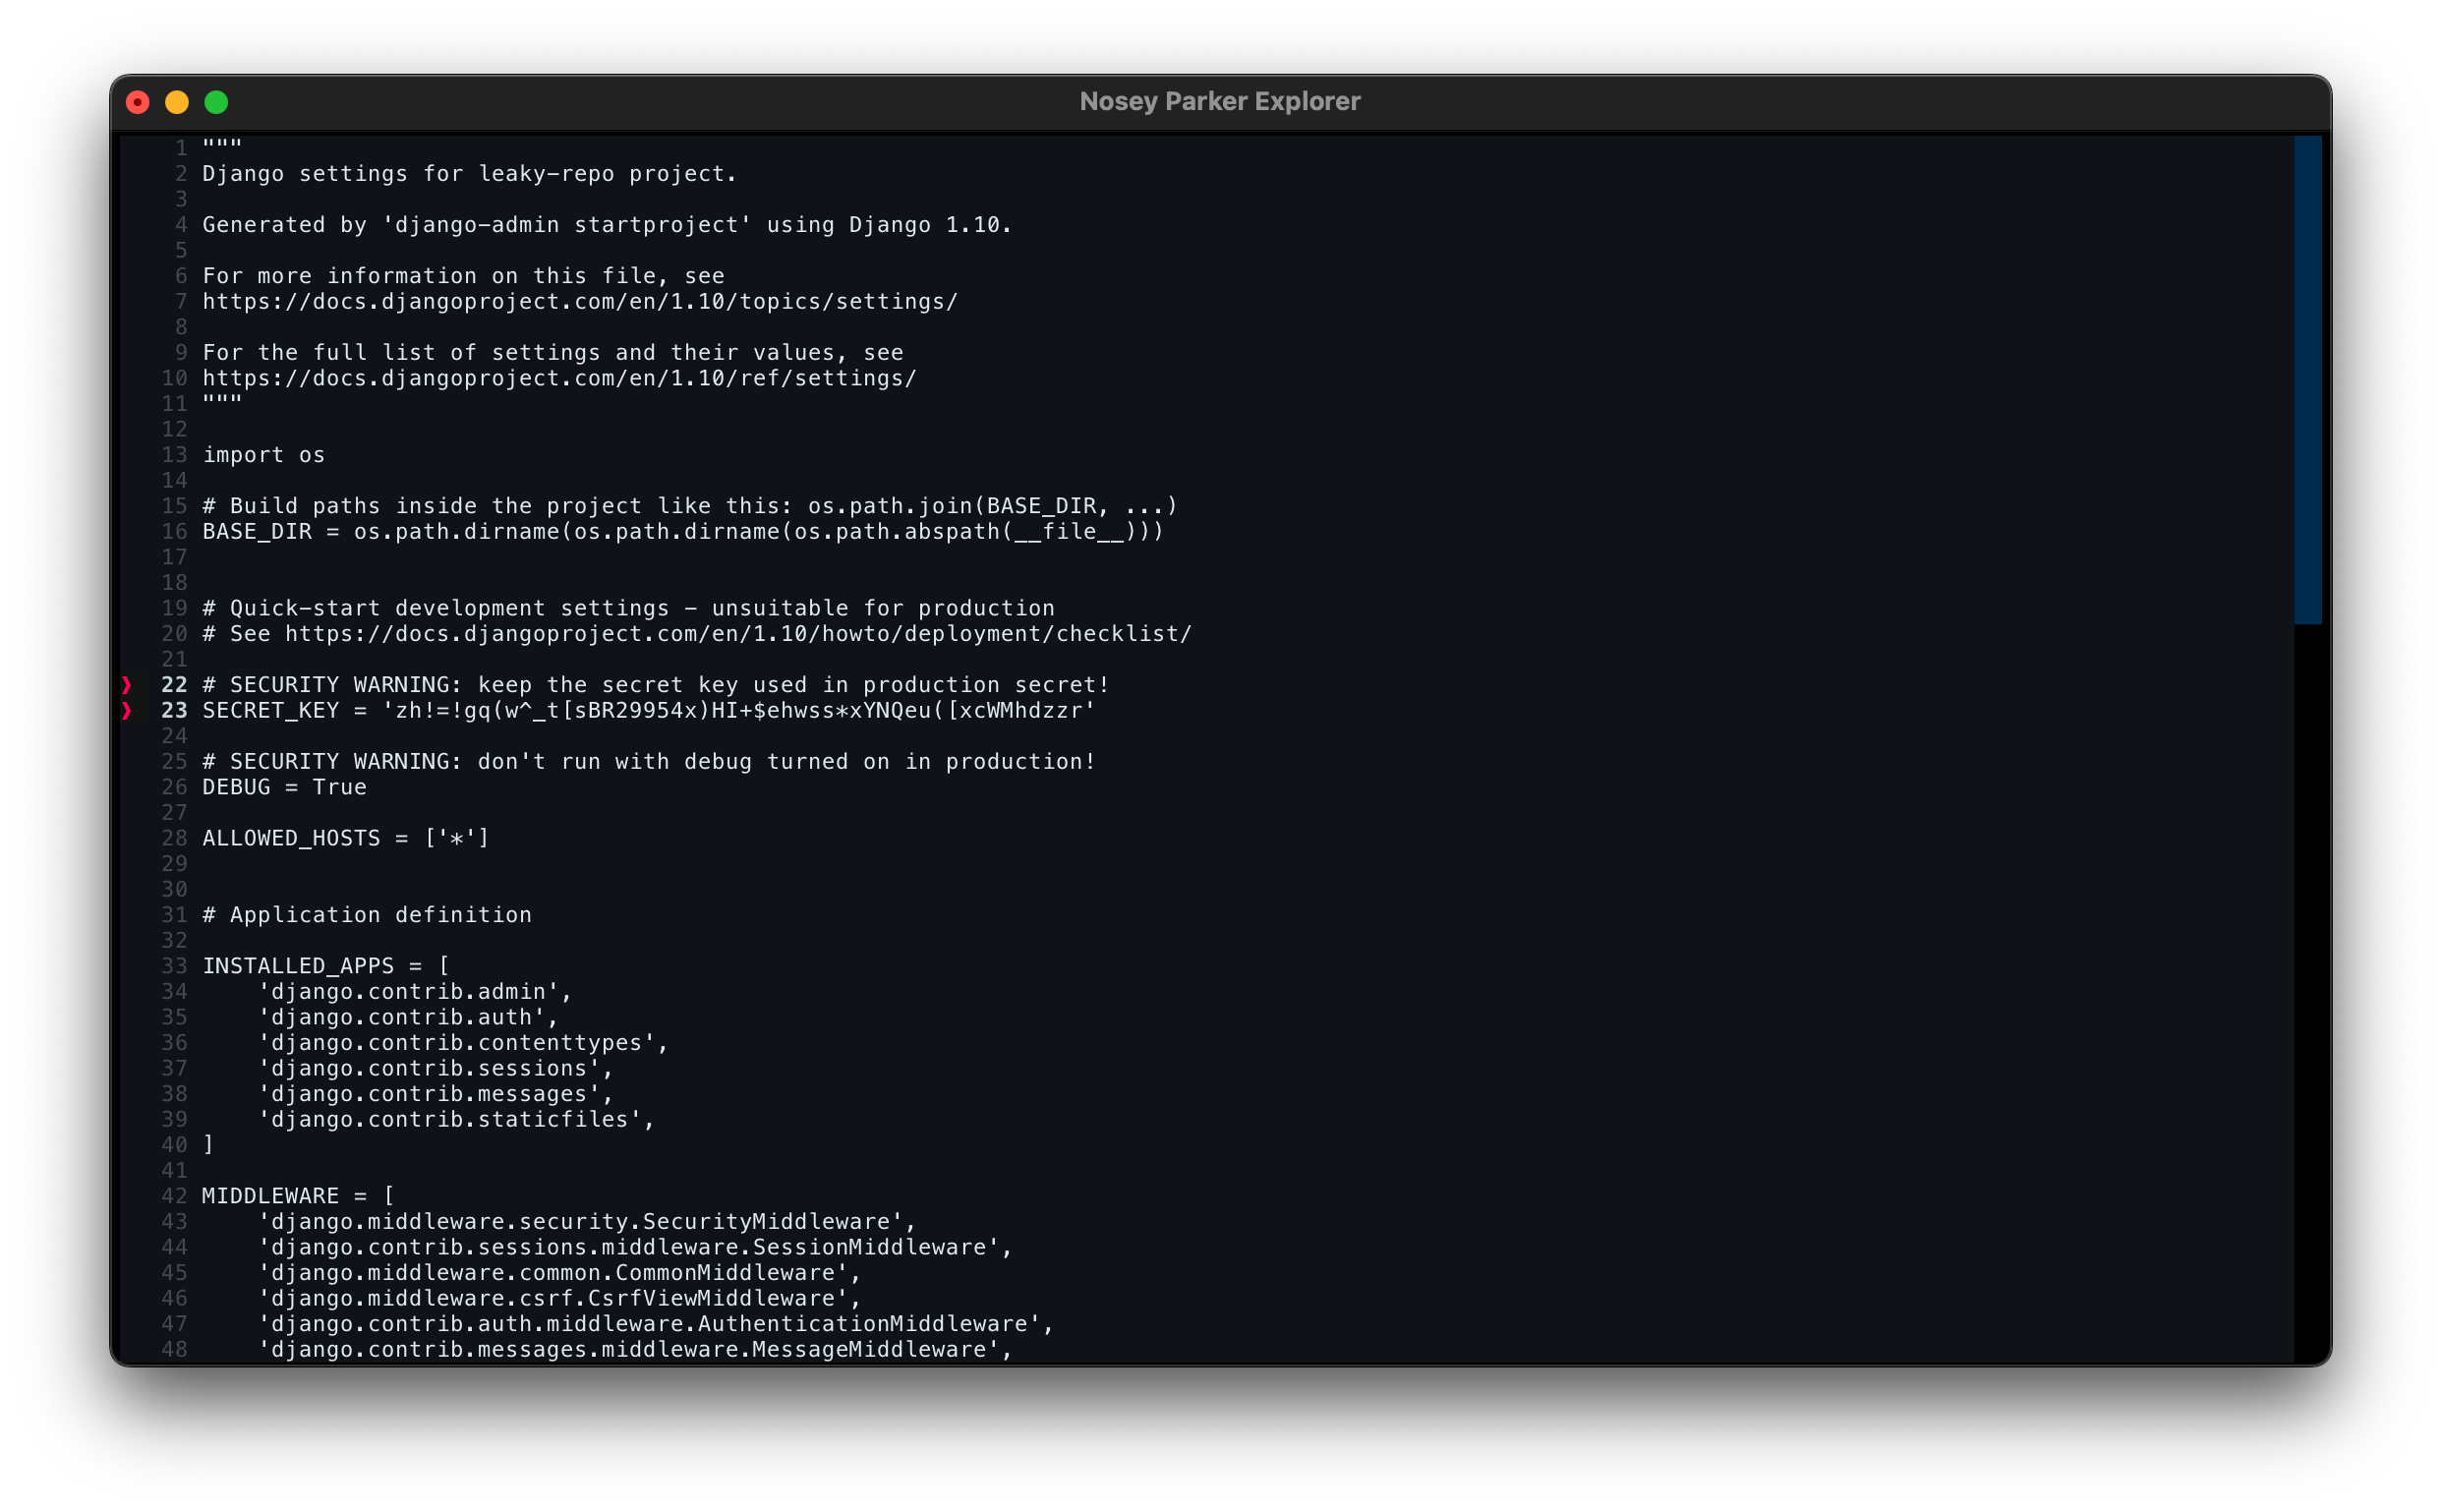 Nosey Parker Explorer
1 """
2 Django settings for leaky-repo project.
3
4 Generated by 'django-admin startproject' using Django 1.10.
5
6 For more information on this file, see
7 https://docs.djangoproject.com/en/1.10/topics/settings/
8
9 For the full list of settings and their values, see
10 https://docs.djangoproject.com/en/1.10/ref/settings/
11 """
12
13 import os
14
15 # Build paths inside the project like this: os.path.join(BASE_DIR, ...)
16 BASE_DIR = os.path.dirname(os.path.dirname(os.path.abspath(__file__)))
17
18
19 # Quick-start development settings - unsuitable for production
20 # See https://docs.djangoproject.com/en/1.10/howto/deployment/checklist/
21
❱ 22 # SECURITY WARNING: keep the secret key used in production secret!
❱ 23 SECRET_KEY = 'zh!=!gq(w^_t[sBR29954x)HI+$ehwss*xYNQeu([xcWMhdzzr'
24
25 # SECURITY WARNING: don't run with debug turned on in production!
26 DEBUG = True
27
28 ALLOWED_HOSTS = ['*']
29
30
31 # Application definition
32
33 INSTALLED_APPS = [
34     'django.contrib.admin',
35     'django.contrib.auth',
36     'django.contrib.contenttypes',
37     'django.contrib.sessions',
38     'django.contrib.messages',
39     'django.contrib.staticfiles',
40 ]
41
42 MIDDLEWARE = [
43     'django.middleware.security.SecurityMiddleware',
44     'django.contrib.sessions.middleware.SessionMiddleware',
45     'django.middleware.common.CommonMiddleware',
46     'django.middleware.csrf.CsrfViewMiddleware',
47     'django.contrib.auth.middleware.AuthenticationMiddleware',
48     'django.contrib.messages.middleware.MessageMiddleware',